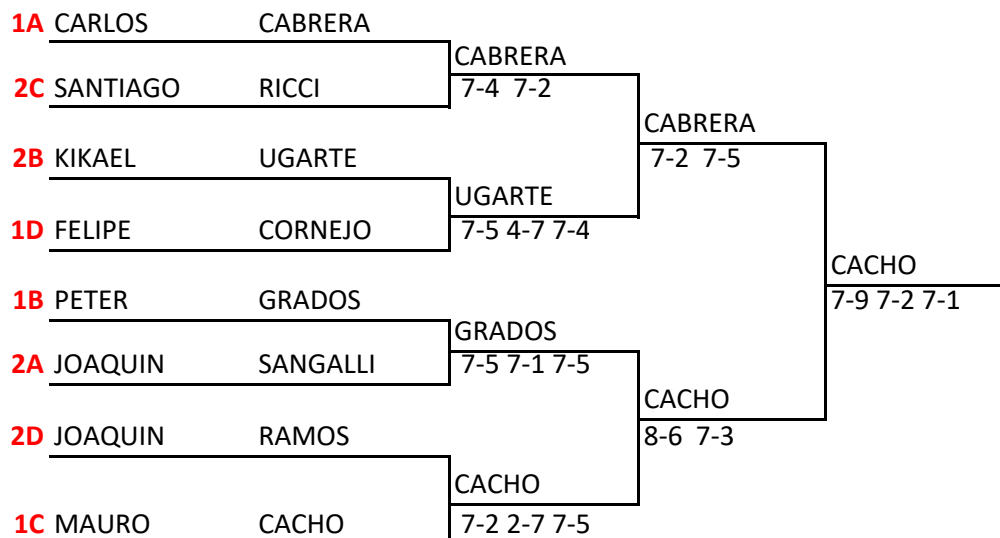 1A CARLOS CABRERA
CABRERA
2C SANTIAGO RICCI
7-4 7-2
CABRERA
2B KIKAEL UGARTE
7-2 7-5
UGARTE
1D FELIPE CORNEJO
7-5 4-7 7-4
CACHO
1B PETER GRADOS
7-9 7-2 7-1
GRADOS
2A JOAQUIN SANGALLI
7-5 7-1 7-5
CACHO
2D JOAQUIN RAMOS
8-6 7-3
CACHO
1C MAURO CACHO
7-2 2-7 7-5